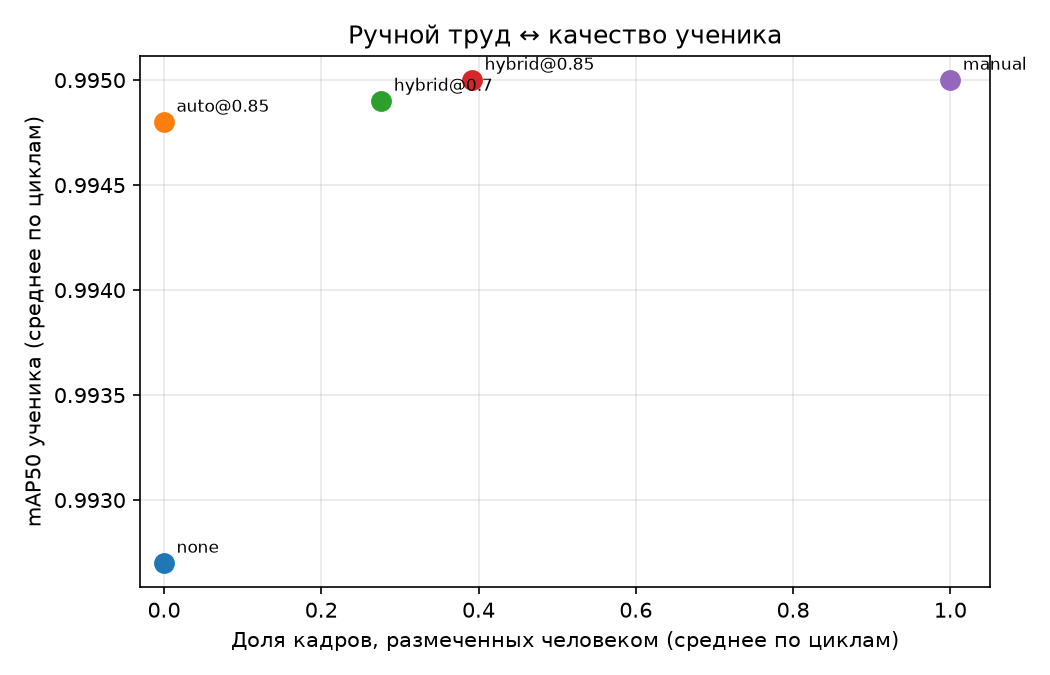 Ручной труд ↔ качество ученика
mAP50 ученика (среднее по циклам)
0.9950
0.9945
0.9940
0.9935
0.9930
auto@0.85
hybrid@0.7
hybrid@0.85
manual
none
0.0 0.2 0.4 0.6 0.8 1.0
Доля кадров, размеченных человеком (среднее по циклам)